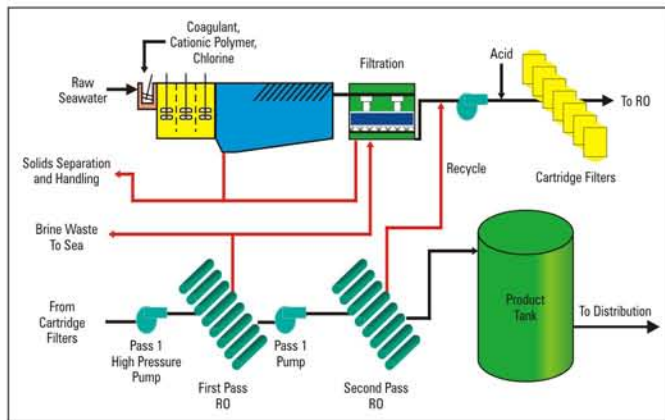 Coagulant,
Cationic Polymer,
Chlorine
Raw
Seawater
Filtration
Acid
To RO
Cartridge Filters
Recycle
Solids Separation
and Handling
Brine Waste
To Sea
From
Cartridge
Filters
Pass 1
High Pressure
Pump
First Pass
RO
Pass 1
Pump
Second Pass
RO
Product
Tank
To Distribution